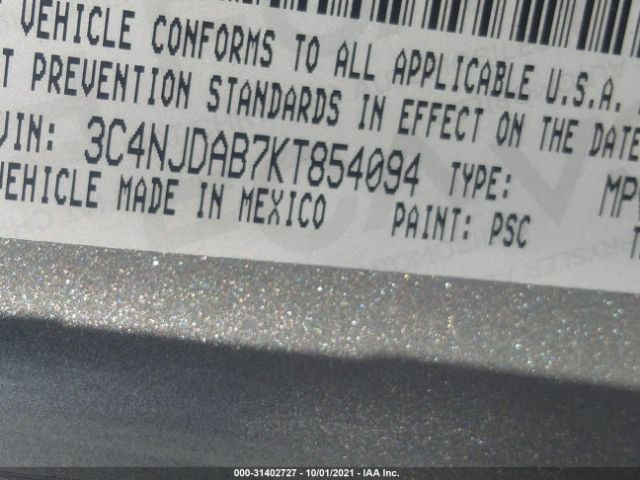 VEHICLE CONFORMS TO ALL APPLICABLE U.S.A.
T PREVENTION STANDARDS IN EFFECT ON THE DATE
VIN: 3C4NJDAB7KT854094 TYPE: MPV
VEHICLE MADE IN MEXICO PAINT: PSC
000-31402727 - 10/01/2021 - IAA Inc.